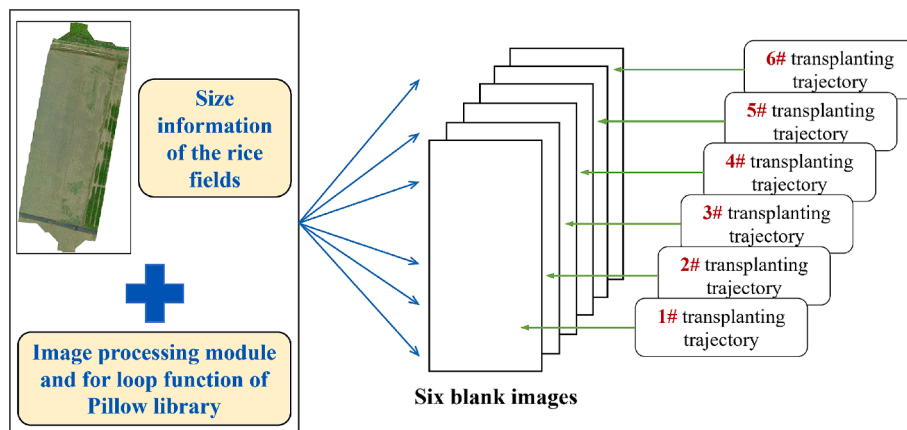 Size
information
of the rice
fields
Image processing module
and for loop function of
Pillow library
Six blank images
6# transplanting
trajectory
5# transplanting
trajectory
4# transplanting
trajectory
3# transplanting
trajectory
2# transplanting
trajectory
1# transplanting
trajectory